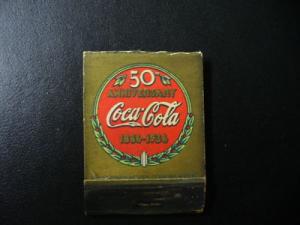 50th
ANNIVERSARY
Coca-Cola
1886-1936